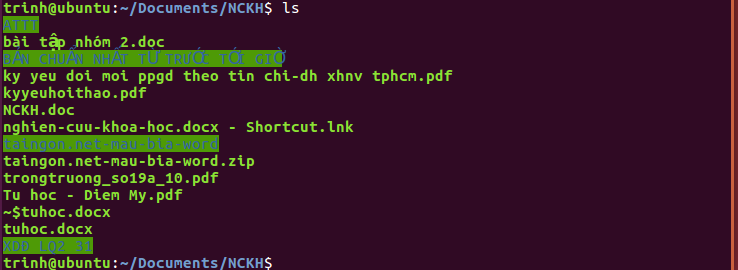 trinh@ubuntu:~/Documents/NCKH$ ls
ATTT
bài tập nhóm 2.doc
BẢN CHUẨN NHẤT TỪ TRƯỚC TỚI GIỜ
ky yeu doi moi ppgd theo tin chi-dh xhnv tphcm.pdf
kyyeuhoithao.pdf
NCKH.doc
nghien-cuu-khoa-hoc.docx - Shortcut.lnk
taingon.net-mau-bia-word
taingon.net-mau-bia-word.zip
trongtruong_so19a_10.pdf
Tu hoc - Diem My.pdf
~$tuhoc.docx
tuhoc.docx
XDĐ LQ2 31
trinh@ubuntu:~/Documents/NCKH$